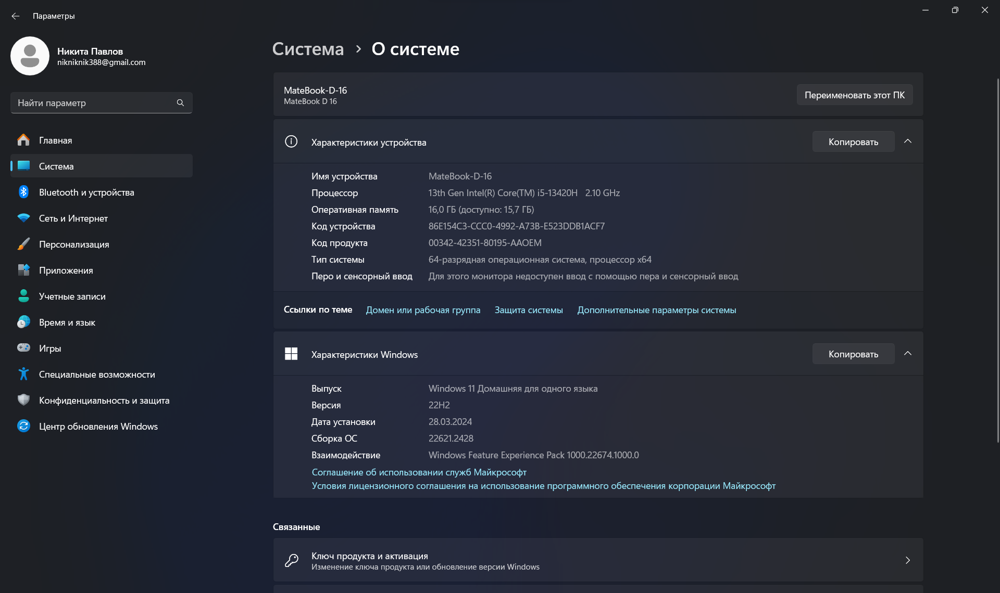 Параметры
Никита Павлов
nikniknik388@gmail.com
Найти параметр
Главная
Система
Bluetooth и устройства
Сеть и Интернет
Персонализация
Приложения
Учетные записи
Время и язык
Игры
Специальные возможности
Конфиденциальность и защита
Центр обновления Windows
Система › О системе
MateBook-D-16
MateBook D 16
Переименовать этот ПК
Характеристики устройства
Копировать
Имя устройства MateBook-D-16
Процессор 13th Gen Intel(R) Core(TM) i5-13420H 2.10 GHz
Оперативная память 16,0 ГБ (доступно: 15,7 ГБ)
Код устройства 86E154C3-CCC0-4992-A73B-E523DDB1ACF7
Код продукта 00342-42351-80195-AAOEM
Тип системы 64-разрядная операционная система, процессор x64
Перо и сенсорный ввод Для этого монитора недоступен ввод с помощью пера и сенсорный ввод
Ссылки по теме Домен или рабочая группа Защита системы Дополнительные параметры системы
Характеристики Windows
Копировать
Выпуск Windows 11 Домашняя для одного языка
Версия 22H2
Дата установки 28.03.2024
Сборка ОС 22621.2428
Взаимодействие Windows Feature Experience Pack 1000.22674.1000.0
Соглашение об использовании служб Майкрософт
Условия лицензионного соглашения на использование программного обеспечения корпорации Майкрософт
Связанные
Ключ продукта и активация
Изменение ключа продукта или обновление версии Windows